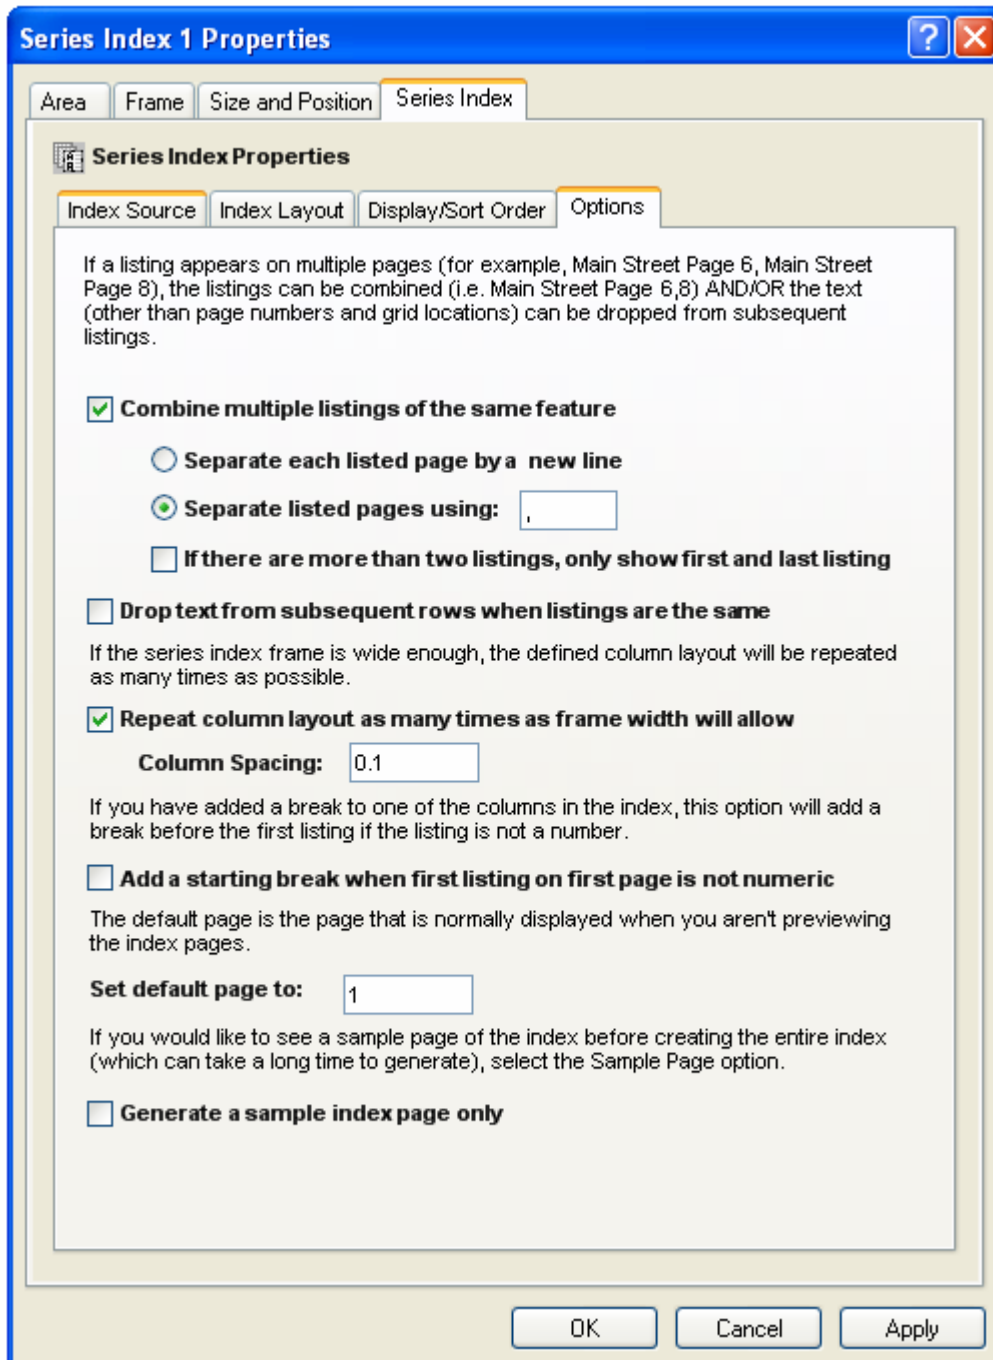 Series Index 1 Properties
Area Frame Size and Position Series Index
Series Index Properties
Index Source Index Layout Display/Sort Order Options
If a listing appears on multiple pages (for example, Main Street Page 6, Main Street
Page 8), the listings can be combined (i.e. Main Street Page 6,8) AND/OR the text
(other than page numbers and grid locations) can be dropped from subsequent
listings.
Combine multiple listings of the same feature
Separate each listed page by a new line
Separate listed pages using: ,
If there are more than two listings, only show first and last listing
Drop text from subsequent rows when listings are the same
If the series index frame is wide enough, the defined column layout will be repeated
as many times as possible.
Repeat column layout as many times as frame width will allow
Column Spacing: 0.1
If you have added a break to one of the columns in the index, this option will add a
break before the first listing if the listing is not a number.
Add a starting break when first listing on first page is not numeric
The default page is the page that is normally displayed when you aren't previewing
the index pages.
Set default page to: 1
If you would like to see a sample page of the index before creating the entire index
(which can take a long time to generate), select the Sample Page option.
Generate a sample index page only
OK Cancel Apply